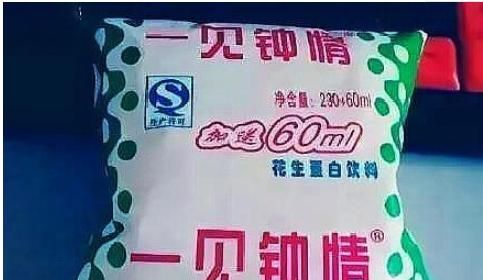 一见钟情
净含量：230+60ml
生产许可
加送60ml
花生蛋白饮料
一见钟情®